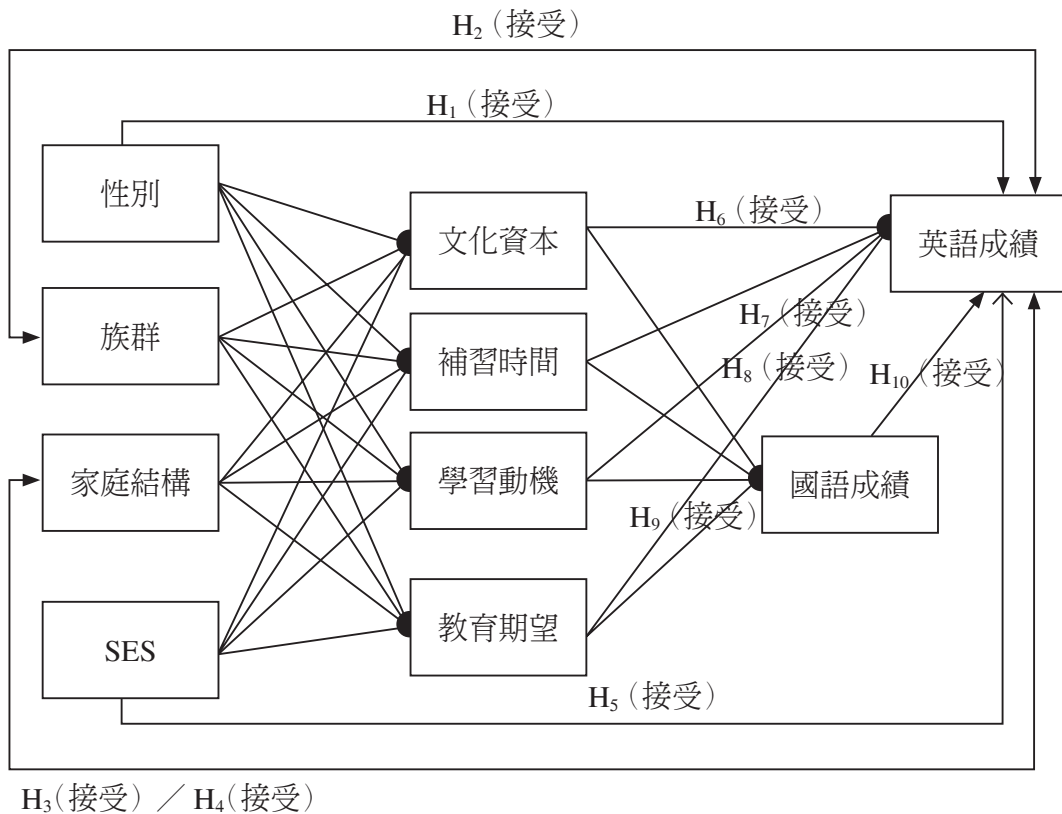 H₂（接受）
H₁（接受）
性別
文化資本
H₆（接受）
英語成績
族群
補習時間
H₇（接受）
H₈（接受）
H₁₀（接受）
家庭結構
學習動機
國語成績
H₉（接受）
SES
教育期望
H₅（接受）
H₃（接受）／H₄（接受）